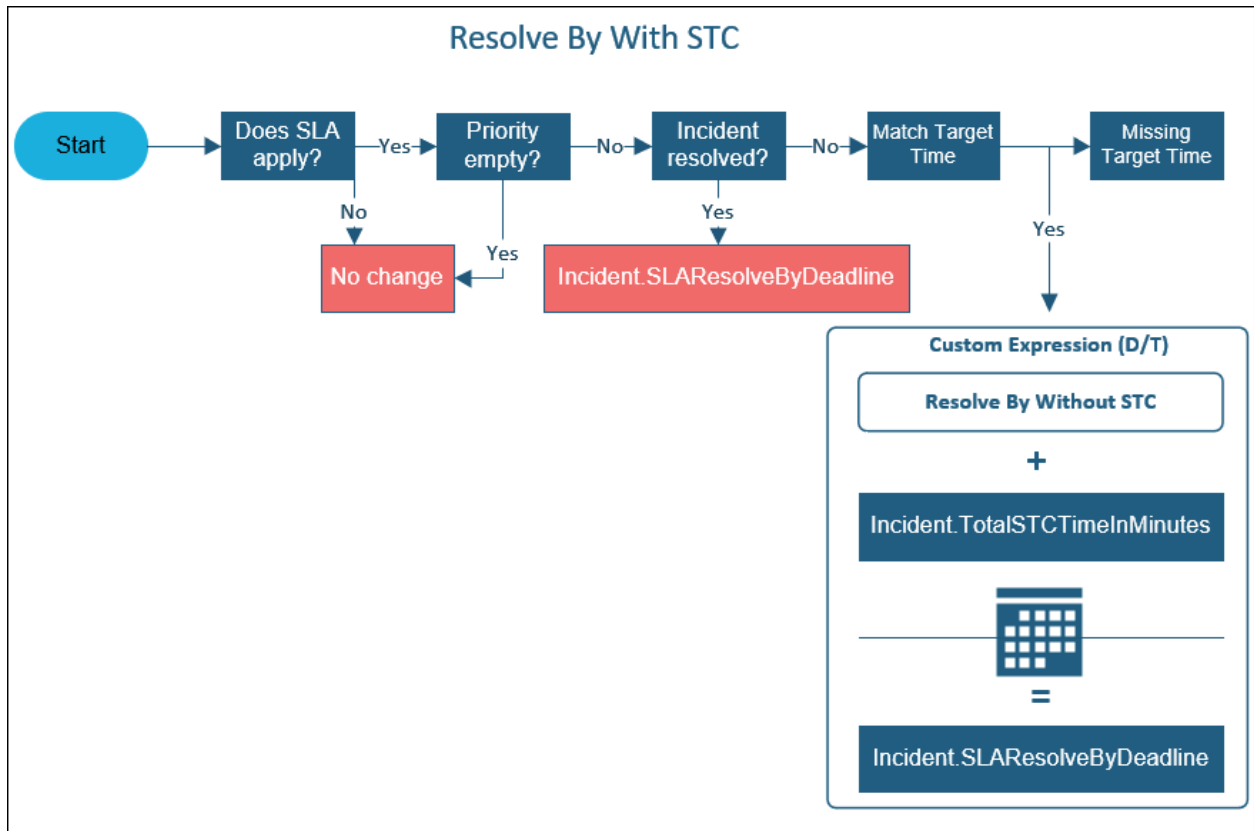 Resolve By With STC
Start
Does SLA
apply?
Yes
Priority
empty?
No
Incident
resolved?
No
Match Target
Time
Missing
Target Time
No
Yes
Yes
Yes
No change
Incident.SLAResolveByDeadline
Custom Expression (D/T)
Resolve By Without STC
+
Incident.TotalSTCTimeInMinutes
=
Incident.SLAResolveByDeadline